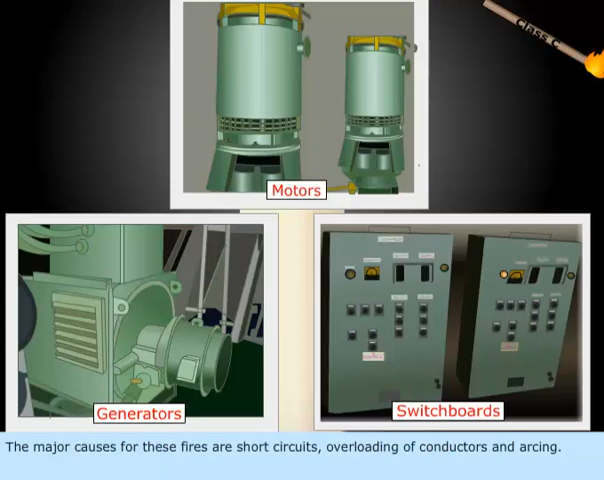 Class C
Motors
Generators
Switchboards
The major causes for these fires are short circuits, overloading of conductors and arcing.